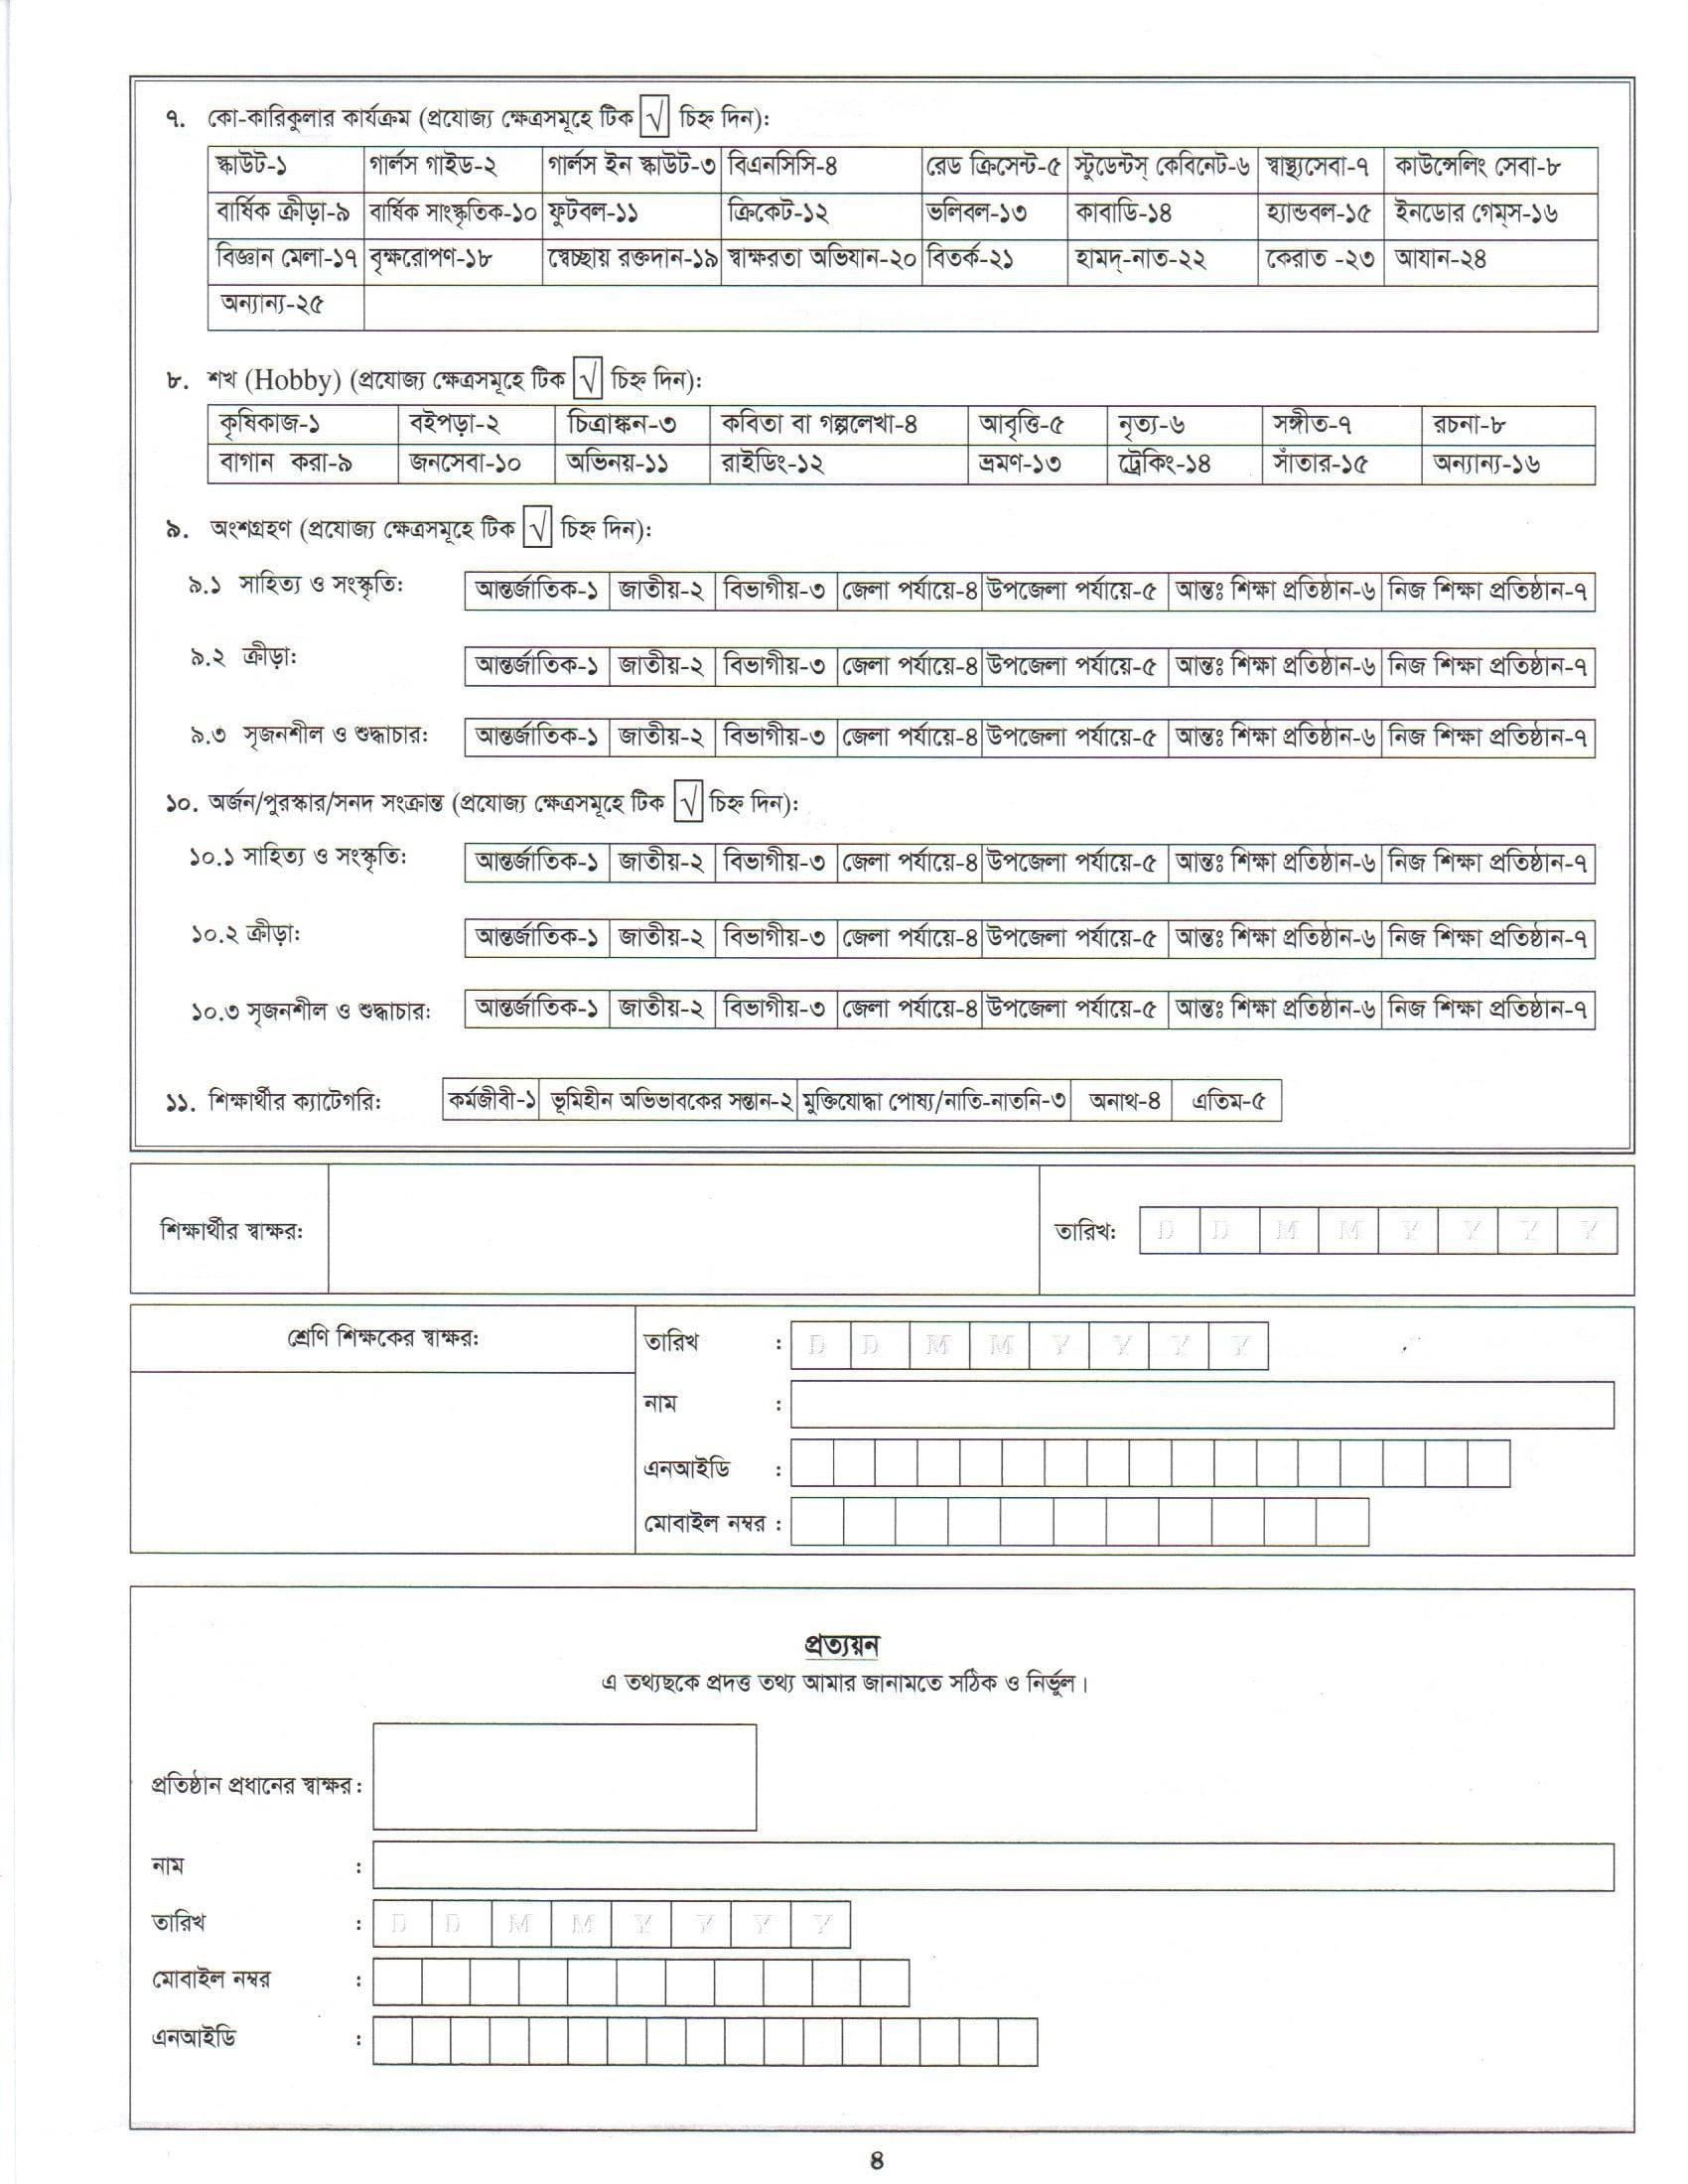 ৭. কো-কারিকুলার কার্যক্রম (প্রযোজ্য ক্ষেত্রসমূহে টিক √ চিহ্ন দিন):
স্কাউট-১ গার্লস গাইড-২ গার্লস ইন স্কাউট-৩ বিএনসিসি-৪ রেড ক্রিসেন্ট-৫ স্টুডেন্টস্ কেবিনেট-৬ স্বাস্থ্যসেবা-৭ কাউন্সেলিং সেবা-৮
বার্ষিক ক্রীড়া-৯ বার্ষিক সাংস্কৃতিক-১০ ফুটবল-১১ ক্রিকেট-১২ ভলিবল-১৩ কাবাডি-১৪ হ্যান্ডবল-১৫ ইনডোর গেম্স-১৬
বিজ্ঞান মেলা-১৭ বৃক্ষরোপণ-১৮ স্বেচ্ছায় রক্তদান-১৯ স্বাক্ষরতা অভিযান-২০ বিতর্ক-২১ হামদ্-নাত-২২ কেরাত -২৩ আযান-২৪
অন্যান্য-২৫
৮. শখ (Hobby) (প্রযোজ্য ক্ষেত্রসমূহে টিক √ চিহ্ন দিন):
কৃষিকাজ-১ বইপড়া-২ চিত্রাঙ্কন-৩ কবিতা বা গল্পলেখা-৪ আবৃত্তি-৫ নৃত্য-৬ সঙ্গীত-৭ রচনা-৮
বাগান করা-৯ জনসেবা-১০ অভিনয়-১১ রাইডিং-১২ ভ্রমণ-১৩ ট্রেকিং-১৪ সাঁতার-১৫ অন্যান্য-১৬
৯. অংশগ্রহণ (প্রযোজ্য ক্ষেত্রসমূহে টিক √ চিহ্ন দিন):
৯.১ সাহিত্য ও সংস্কৃতি: আন্তর্জাতিক-১ জাতীয়-২ বিভাগীয়-৩ জেলা পর্যায়ে-৪ উপজেলা পর্যায়ে-৫ আন্তঃ শিক্ষা প্রতিষ্ঠান-৬ নিজ শিক্ষা প্রতিষ্ঠান-৭
৯.২ ক্রীড়া: আন্তর্জাতিক-১ জাতীয়-২ বিভাগীয়-৩ জেলা পর্যায়ে-৪ উপজেলা পর্যায়ে-৫ আন্তঃ শিক্ষা প্রতিষ্ঠান-৬ নিজ শিক্ষা প্রতিষ্ঠান-৭
৯.৩ সৃজনশীল ও শুদ্ধাচার: আন্তর্জাতিক-১ জাতীয়-২ বিভাগীয়-৩ জেলা পর্যায়ে-৪ উপজেলা পর্যায়ে-৫ আন্তঃ শিক্ষা প্রতিষ্ঠান-৬ নিজ শিক্ষা প্রতিষ্ঠান-৭
১০. অর্জন/পুরস্কার/সনদ সংক্রান্ত (প্রযোজ্য ক্ষেত্রসমূহে টিক √ চিহ্ন দিন):
১০.১ সাহিত্য ও সংস্কৃতি: আন্তর্জাতিক-১ জাতীয়-২ বিভাগীয়-৩ জেলা পর্যায়ে-৪ উপজেলা পর্যায়ে-৫ আন্তঃ শিক্ষা প্রতিষ্ঠান-৬ নিজ শিক্ষা প্রতিষ্ঠান-৭
১০.২ ক্রীড়া: আন্তর্জাতিক-১ জাতীয়-২ বিভাগীয়-৩ জেলা পর্যায়ে-৪ উপজেলা পর্যায়ে-৫ আন্তঃ শিক্ষা প্রতিষ্ঠান-৬ নিজ শিক্ষা প্রতিষ্ঠান-৭
১০.৩ সৃজনশীল ও শুদ্ধাচার: আন্তর্জাতিক-১ জাতীয়-২ বিভাগীয়-৩ জেলা পর্যায়ে-৪ উপজেলা পর্যায়ে-৫ আন্তঃ শিক্ষা প্রতিষ্ঠান-৬ নিজ শিক্ষা প্রতিষ্ঠান-৭
১১. শিক্ষার্থীর ক্যাটেগরি: কর্মজীবী-১ ভূমিহীন অভিভাবকের সন্তান-২ মুক্তিযোদ্ধা পোষ্য/নাতি-নাতনি-৩ অনাথ-৪ এতিম-৫
শিক্ষার্থীর স্বাক্ষর: তারিখ: D D M M Y Y Y Y
শ্রেণি শিক্ষকের স্বাক্ষর:
তারিখ : D D M M Y Y Y Y
নাম :
এনআইডি :
মোবাইল নম্বর :
প্রত্যয়ন
এ তথ্যছকে প্রদত্ত তথ্য আমার জানামতে সঠিক ও নির্ভুল।
প্রতিষ্ঠান প্রধানের স্বাক্ষর :
নাম :
তারিখ : D D M M Y Y Y Y
মোবাইল নম্বর :
এনআইডি :
৪